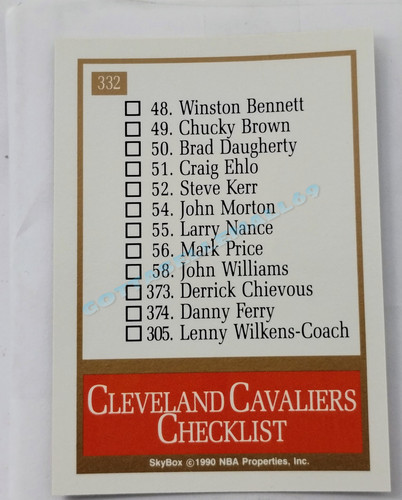 332
48. Winston Bennett
49. Chucky Brown
50. Brad Daugherty
51. Craig Ehlo
52. Steve Kerr
54. John Morton
55. Larry Nance
56. Mark Price
58. John Williams
373. Derrick Chievous
374. Danny Ferry
305. Lenny Wilkens-Coach
CLEVELAND CAVALIERS
CHECKLIST
SkyBox ©1990 NBA Properties, Inc.